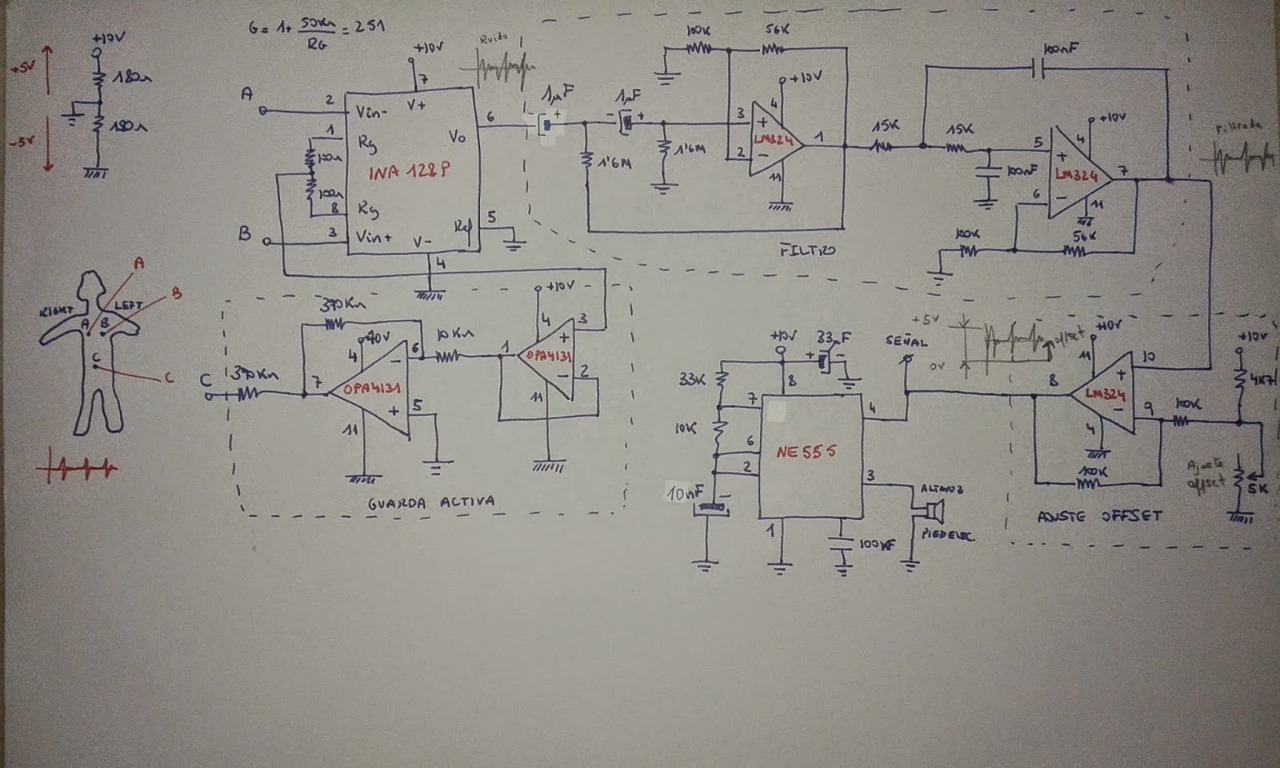 G = 1 + 50KΩ / RG = 251
+10V
+5V
180Ω
180Ω
-5V
A
B
2
1
8
3
Vin-
Rg
Rg
Vin+
+10V
7
V+
Vo
6
INA 128P
Ref
5
V-
4
100Ω
100Ω
Ruido
1µF
1µF
1'6M
1'6M
100K
56K
+10V
4
3
2
LM324
1
11
FILTRO
15K
15K
100nF
100nF
+10V
4
5
6
LM324
7
11
100K
56K
Filtrada
RIGHT
LEFT
A
B
C
A
B
C
C
390KΩ
390KΩ
10KΩ
+10V
4
6
7
OPA4131
5
11
+10V
4
3
1
OPA4131
2
11
GUARDA ACTIVA
+10V
33µF
33K
10K
10nF
8
7
6
2
NE555
4
3
1
100nF
SEÑAL
ALTAVOZ
PIEZOELEC.
+5V
0V
offset
+10V
11
10
8
LM324
9
4
100K
100K
+10V
4K7
Ajuste
offset
5K
AJUSTE OFFSET